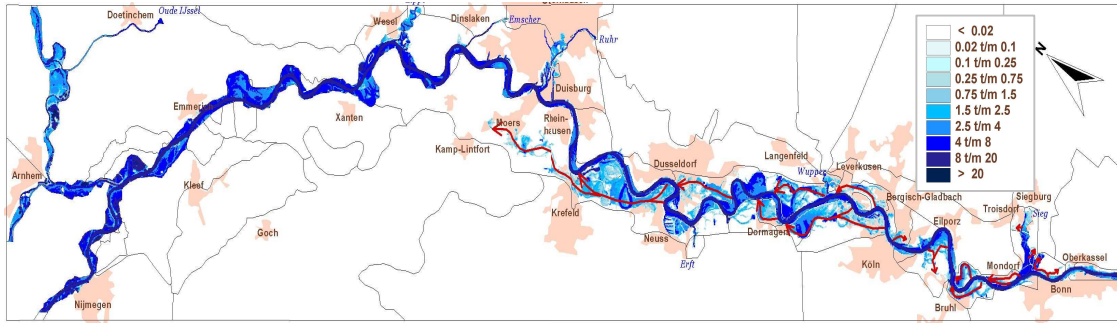 Doetinchem
Oude IJssel
Wesel
Dinslaken
Emscher
Ruhr
Duisburg
Emmeri
Xanten
Moers
Rhein-
hausen
Kamp-Lintfort
Arnhem
Kleef
Goch
Krefeld
Nijmegen
Dusseldorf
Langenfeld
Leverkusen
Wupper
Neuss
Erft
Dormagen
Bergisch-Gladbach
Köln
Eilporz
Bruhl
Mondorf
Troisdorf
Siegburg
Sieg
Oberkassel
Bonn
N
< 0.02
0.02 t/m 0.1
0.1 t/m 0.25
0.25 t/m 0.75
0.75 t/m 1.5
1.5 t/m 2.5
2.5 t/m 4
4 t/m 8
8 t/m 20
> 20